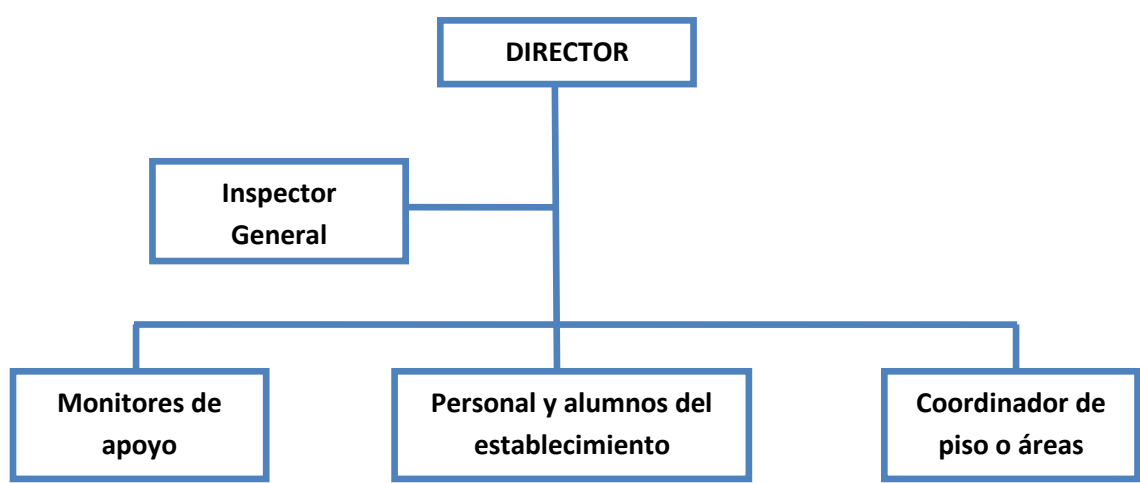 DIRECTOR
Inspector
General
Monitores de
apoyo
Personal y alumnos del
establecimiento
Coordinador de
piso o áreas